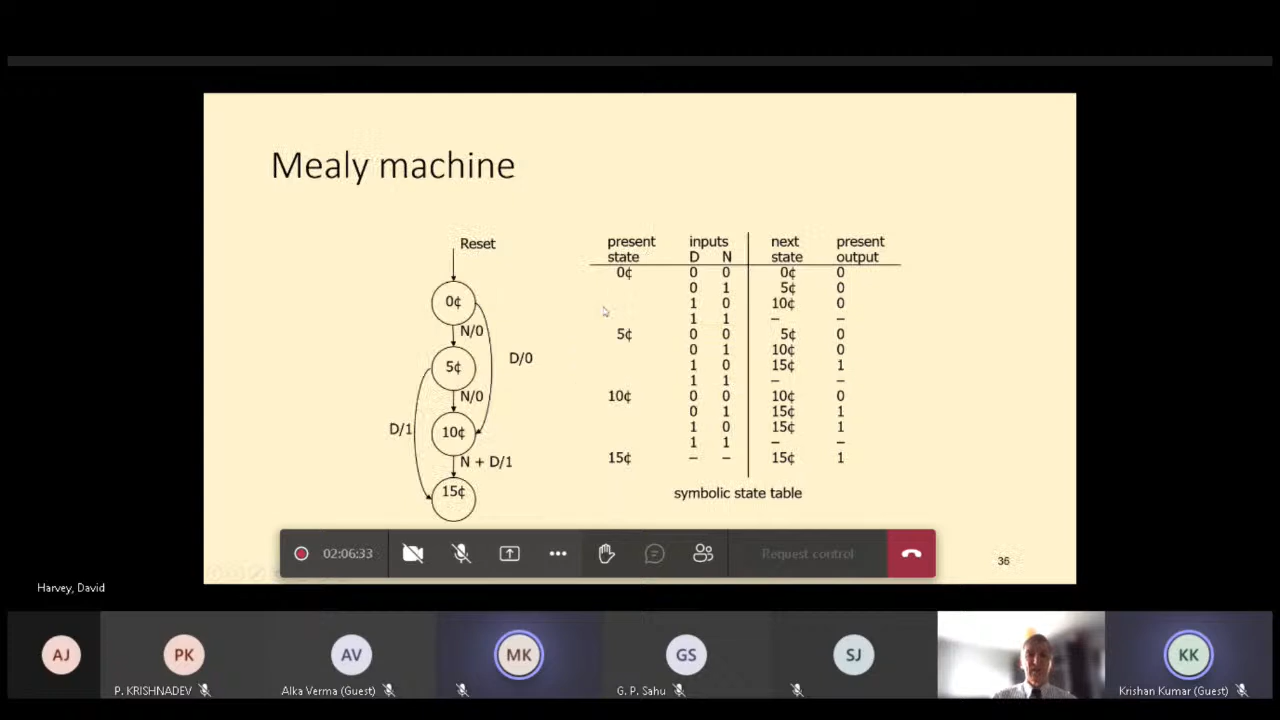 Mealy machine
Reset
0¢
N/0
D/0
5¢
N/0
D/1
10¢
N + D/1
15¢
present inputs next present
state D N state output
0¢ 0 0 0¢ 0
0 1 5¢ 0
1 0 10¢ 0
1 1 – –
5¢ 0 0 5¢ 0
0 1 10¢ 0
1 0 15¢ 1
1 1 – –
10¢ 0 0 10¢ 0
0 1 15¢ 1
1 0 15¢ 1
1 1 – –
15¢ – – 15¢ 1
symbolic state table
02:06:33
Request control
36
Harvey, David
AJ
PK
AV
MK
GS
SJ
KK
P. KRISHNADEV
Alka Verma (Guest)
G. P. Sahu
Krishan Kumar (Guest)